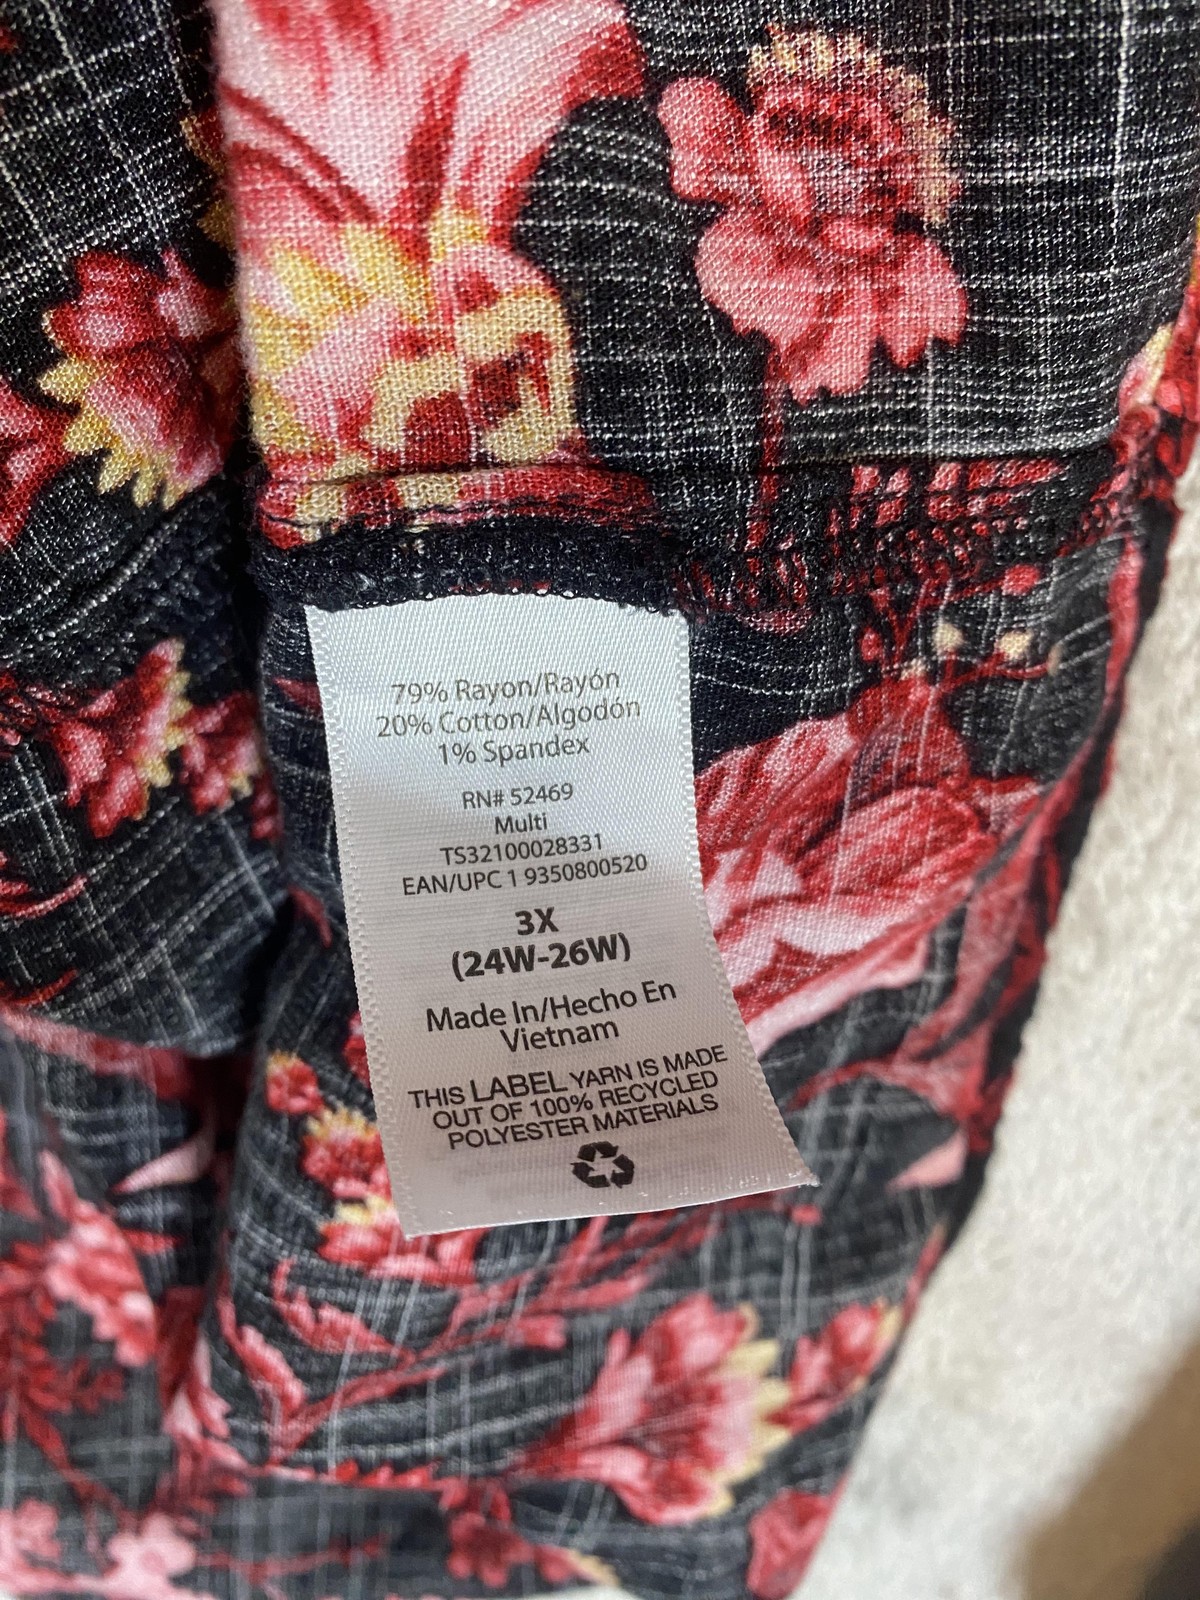 79% Rayon/Rayón
20% Cotton/Algodón
1% Spandex
RN# 52469
Multi
TS32100028331
EAN/UPC 1 9350800520
3X
(24W-26W)
Made In/Hecho En
Vietnam
THIS LABEL YARN IS MADE
OUT OF 100% RECYCLED
POLYESTER MATERIALS